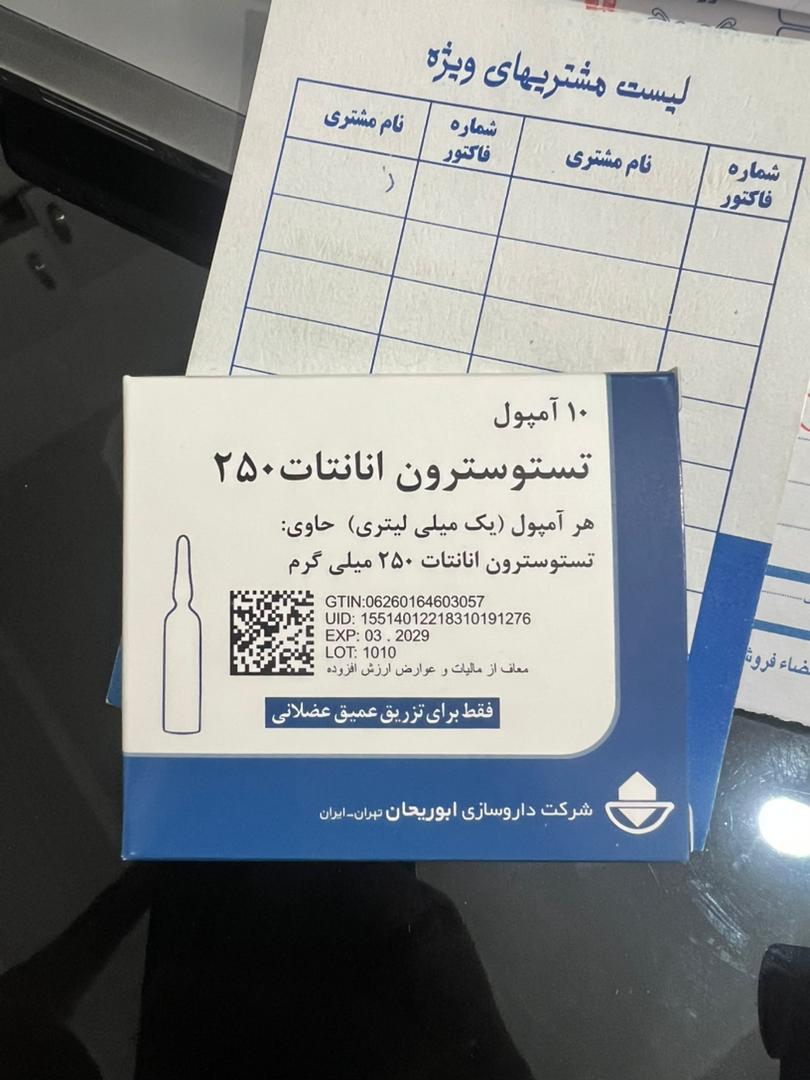 لیست مشتریهای ویژه
شماره فاکتور
نام مشتری
شماره فاکتور
نام مشتری
۱۰ آمپول
تستوسترون انانتات ۲۵۰
هر آمپول (یک میلی لیتری) حاوی:
تستوسترون انانتات ۲۵۰ میلی گرم
GTIN:06260164603057
UID: 15514012218310191276
EXP: 03 . 2029
LOT: 1010
معاف از مالیات و عوارض ارزش افزوده
فقط برای تزریق عمیق عضلانی
شرکت داروسازی ابوریحان تهران-ایران